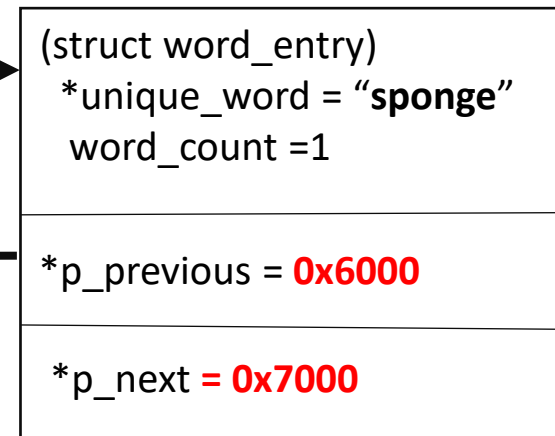 (struct word_entry)
*unique_word = “sponge”
word_count =1
*p_previous = 0x6000
*p_next = 0x7000